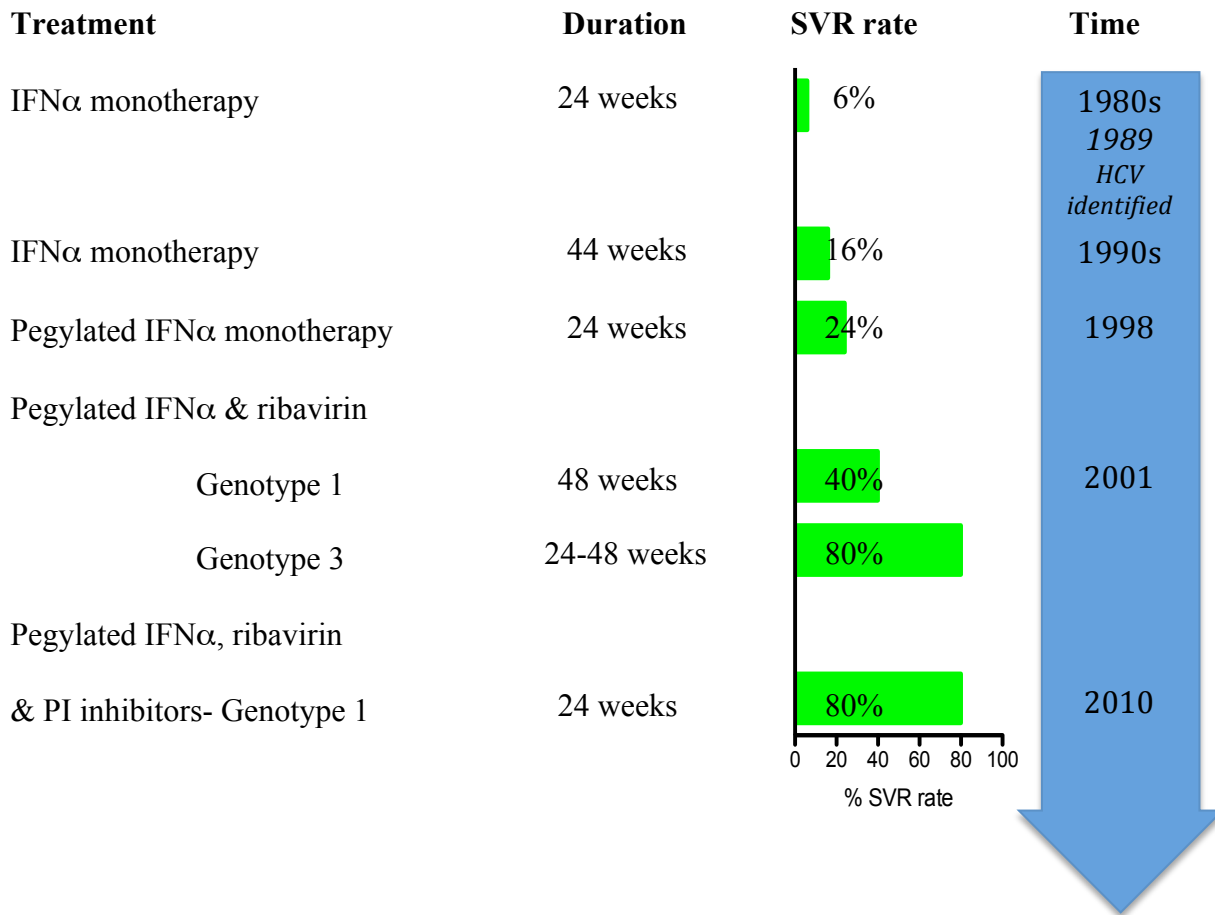 Treatment Duration SVR rate Time
IFNα monotherapy 24 weeks 6% 1980s
1989
HCV
identified
IFNα monotherapy 44 weeks 16% 1990s
Pegylated IFNα monotherapy 24 weeks 24% 1998
Pegylated IFNα & ribavirin
Genotype 1 48 weeks 40% 2001
Genotype 3 24-48 weeks 80%
Pegylated IFNα, ribavirin
& PI inhibitors- Genotype 1 24 weeks 80% 2010
0 20 40 60 80 100
% SVR rate